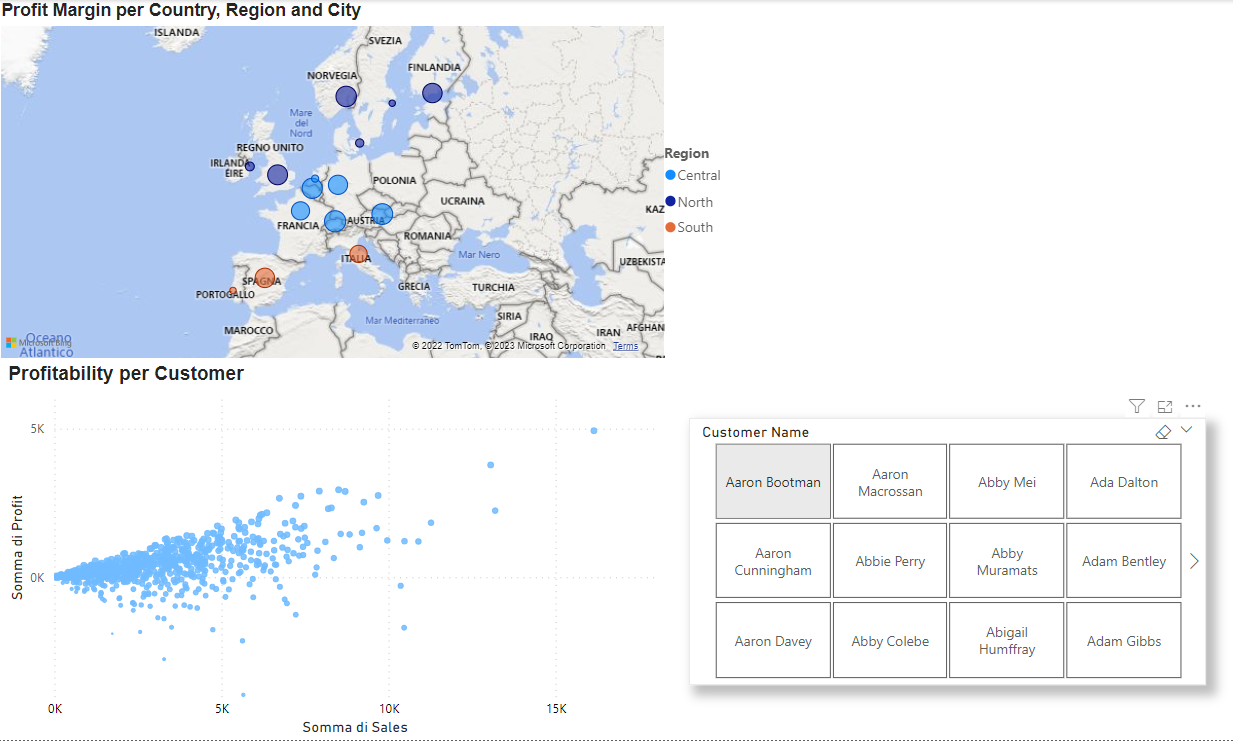 Profit Margin per Country, Region and City
ISLANDA
SVEZIA
FINLANDIA
NORVEGIA
Mare
del
Nord
REGNO UNITO
IRLANDA
ÉIRE
POLONIA
UCRAINA
KAZ
FRANCIA
AUSTRIA
ROMANIA
Mar Nero
ITALIA
UZBEKISTA
SPAGNA
PORTOGALLO
GRECIA
TURCHIA
Mar Mediterraneo
SIRIA
MAROCCO
IRAQ
IRAN
AFGHAN
Oceano
Atlantico
Microsoft Bing
© 2022 TomTom, © 2023 Microsoft Corporation Terms
Region
Central
North
South
Profitability per Customer
5K
0K
Somma di Profit
0K 5K 10K 15K
Somma di Sales
Customer Name
Aaron Bootman
Aaron
Macrossan
Abby Mei
Ada Dalton
Aaron
Cunningham
Abbie Perry
Abby
Muramats
Adam Bentley
Aaron Davey
Abby Colebe
Abigail
Humffray
Adam Gibbs